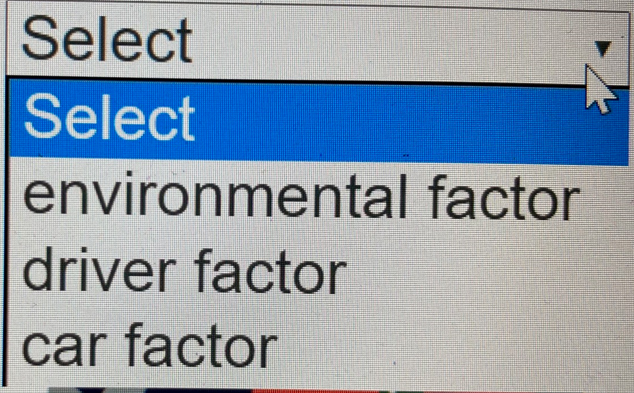 Select
Select
environmental factor
driver factor
car factor